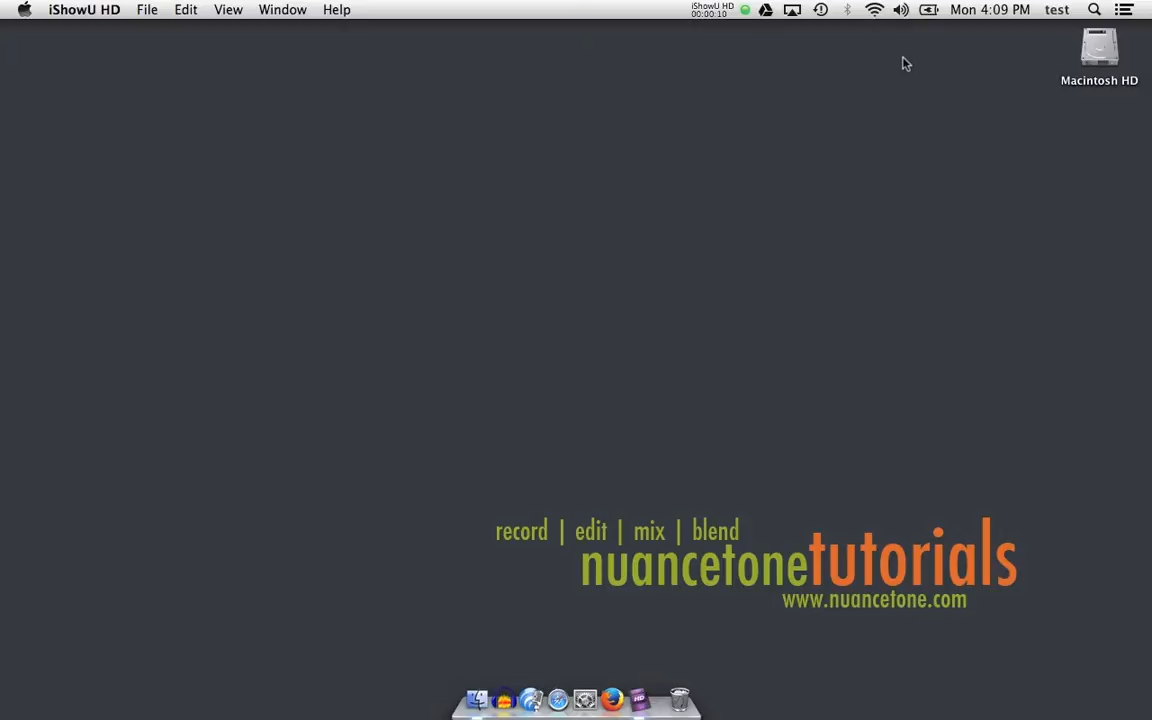 iShowU HD File Edit View Window Help iShowU HD Mon 4:09 PM test
00:00:10
Macintosh HD
record | edit | mix | blend
nuancetonetutorials
www.nuancetone.com
HD